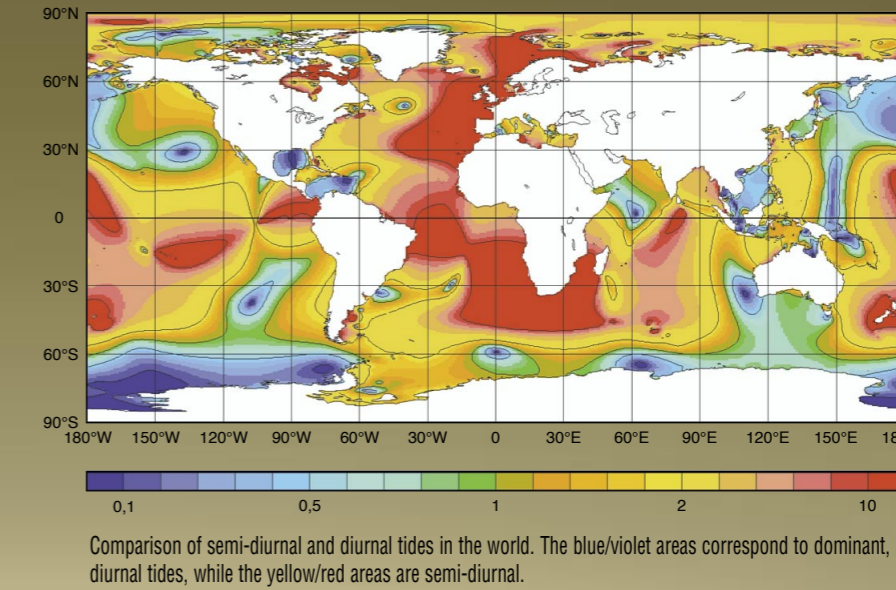 90°N
60°N
30°N
0
30°S
60°S
90°S
180°W 150°W 120°W 90°W 60°W 30°W 0 30°E 60°E 90°E 120°E 150°E 18
0,1 0,5 1 2 10
Comparison of semi-diurnal and diurnal tides in the world. The blue/violet areas correspond to dominant,
diurnal tides, while the yellow/red areas are semi-diurnal.